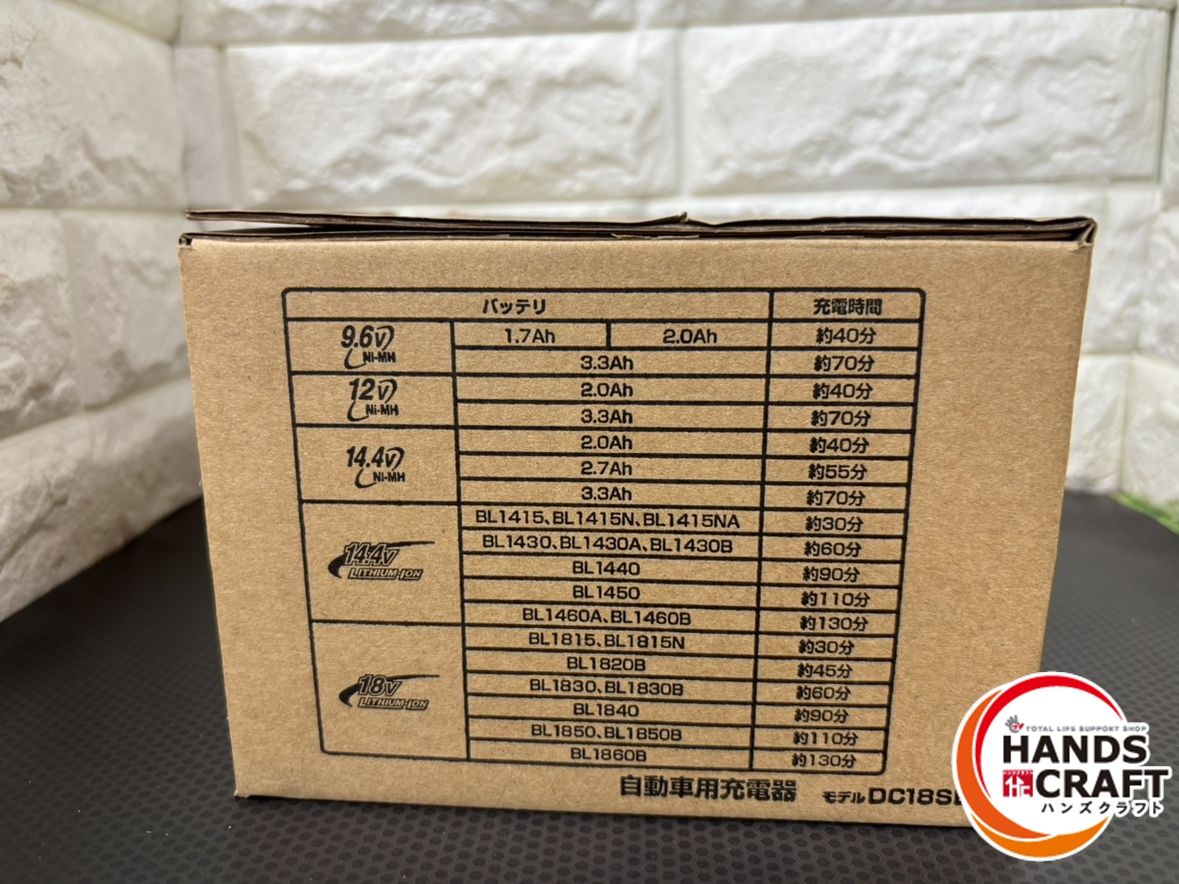 バッテリ 充電時間
9.6V Ni-MH 1.7Ah 2.0Ah 約40分
3.3Ah 約70分
12V Ni-MH 2.0Ah 約40分
3.3Ah 約70分
14.4V Ni-MH 2.0Ah 約40分
2.7Ah 約55分
3.3Ah 約70分
14.4V LITHIUM-ION BL1415、BL1415N、BL1415NA 約30分
BL1430、BL1430A、BL1430B 約60分
BL1440 約90分
BL1450 約110分
BL1460A、BL1460B 約130分
18V LITHIUM-ION BL1815、BL1815N 約30分
BL1820B 約45分
BL1830、BL1830B 約60分
BL1840 約90分
BL1850、BL1850B 約110分
BL1860B 約130分
自動車用充電器 モデル
TOTAL LIFE SUPPORT SHOP
HANDS
CRAFT
ハンズクラフト